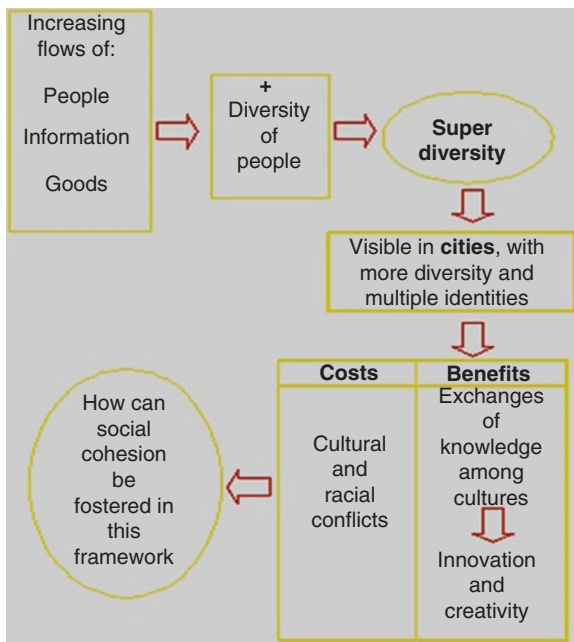 Increasing
flows of:
People
Information
Goods
+
Diversity
of
people
Super
diversity
Visible in cities, with
more diversity and
multiple identities
Costs
Cultural
and
racial
conflicts
Benefits
Exchanges
of
knowledge
among
cultures
Innovation
and
creativity
How can
social
cohesion
be
fostered in
this
framework